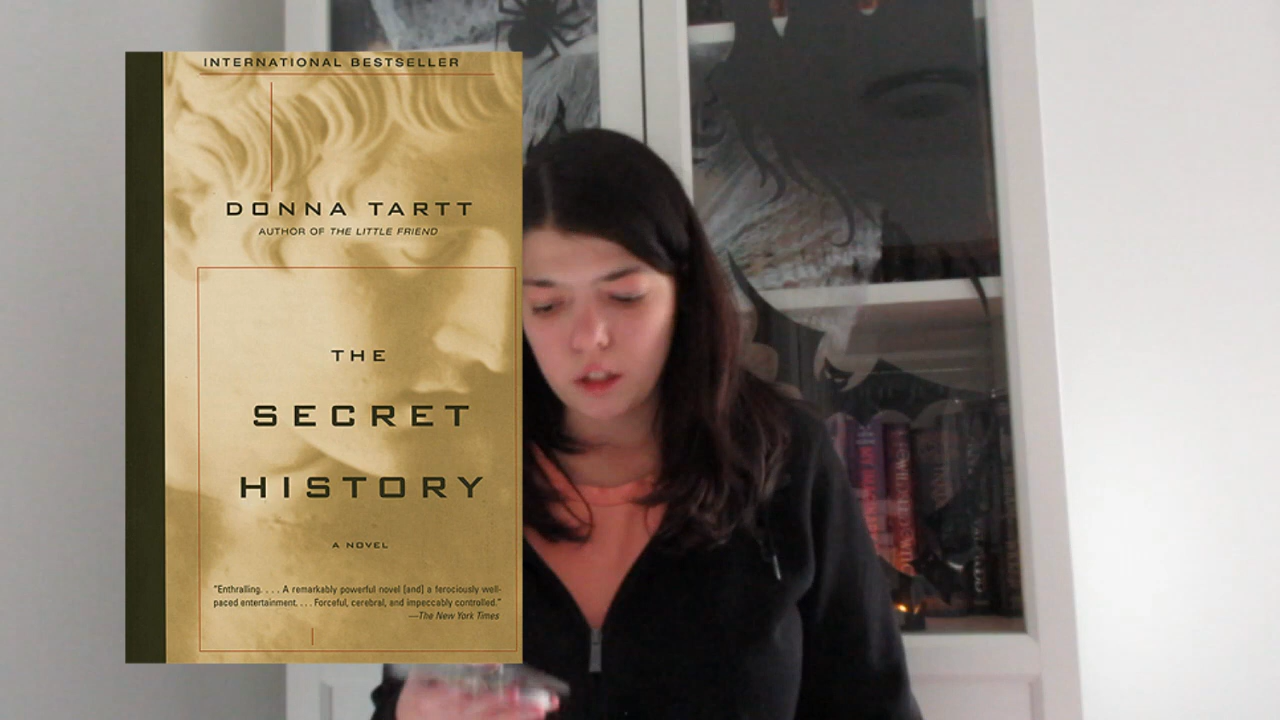 INTERNATIONAL BESTSELLER
DONNA TARTT
AUTHOR OF THE LITTLE FRIEND
THE
SECRET
HISTORY
A NOVEL
"Enthralling. . . . A remarkably powerful novel [and] a ferociously well-
paced entertainment. . . . Forceful, cerebral, and impeccably controlled."
—The New York Times